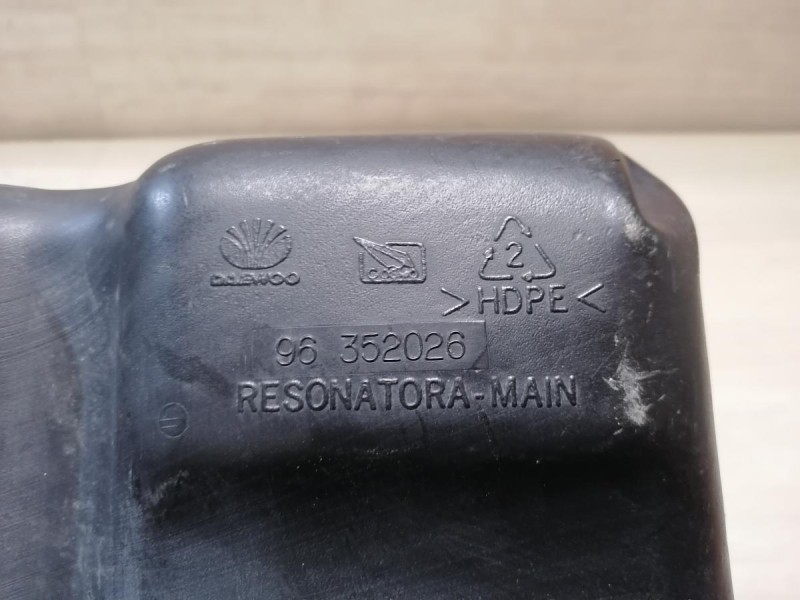 DAEWOO
2
>HDPE<
96 352026
RESONATORA-MAIN